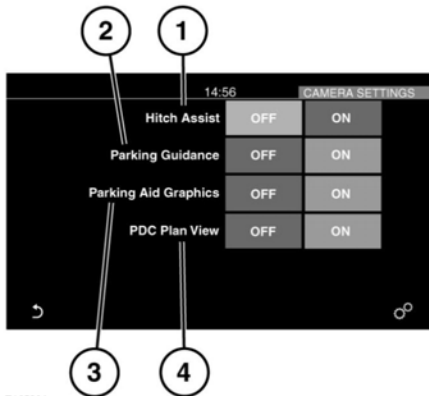 2 1
14:56 CAMERA SETTINGS
Hitch Assist OFF ON
Parking Guidance OFF ON
Parking Aid Graphics OFF ON
PDC Plan View OFF ON
3 4